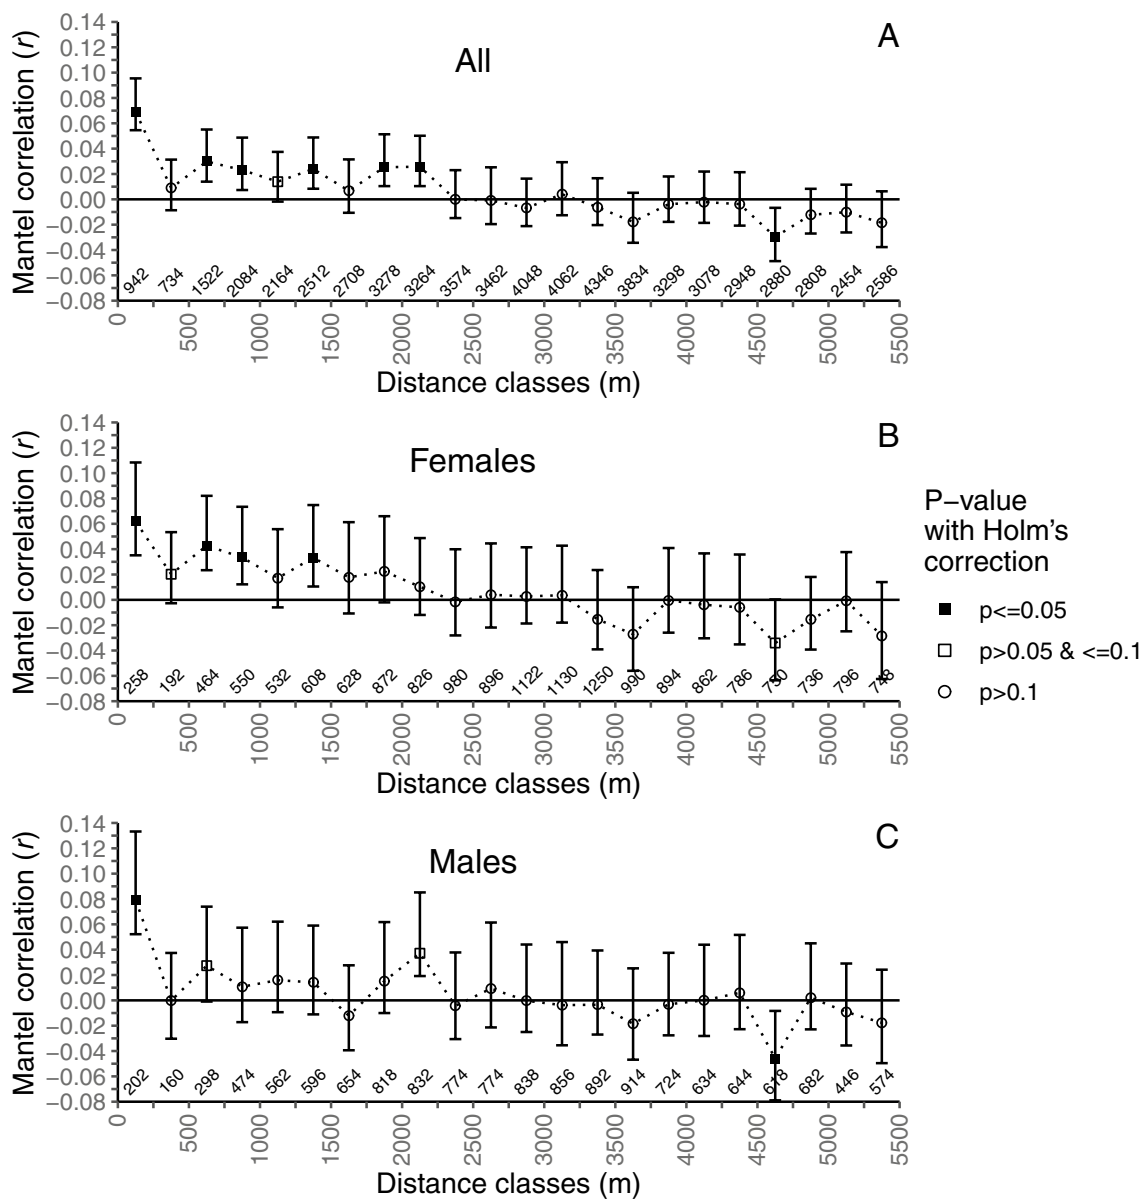 A
All
Mantel correlation (r)
0.14
0.12
0.10
0.08
0.06
0.04
0.02
0.00
−0.02
−0.04
−0.06
−0.08
942 734 1522 2084 2164 2512 2708 3278 3264 3574 3462 4048 4062 4346 3834 3298 3078 2948 2880 2808 2454 2586
0 500 1000 1500 2000 2500 3000 3500 4000 4500 5000 5500
Distance classes (m)
B
Females
Mantel correlation (r)
0.14
0.12
0.10
0.08
0.06
0.04
0.02
0.00
−0.02
−0.04
−0.06
−0.08
258 192 464 550 532 608 628 872 826 980 896 1122 1130 1250 990 894 862 786 730 736 796 748
0 500 1000 1500 2000 2500 3000 3500 4000 4500 5000 5500
Distance classes (m)
P−value
with Holm's
correction
p<=0.05
p>0.05 & <=0.1
p>0.1
C
Males
Mantel correlation (r)
0.14
0.12
0.10
0.08
0.06
0.04
0.02
0.00
−0.02
−0.04
−0.06
−0.08
202 160 298 474 562 596 654 818 832 774 774 838 856 892 914 724 634 644 618 682 446 574
0 500 1000 1500 2000 2500 3000 3500 4000 4500 5000 5500
Distance classes (m)